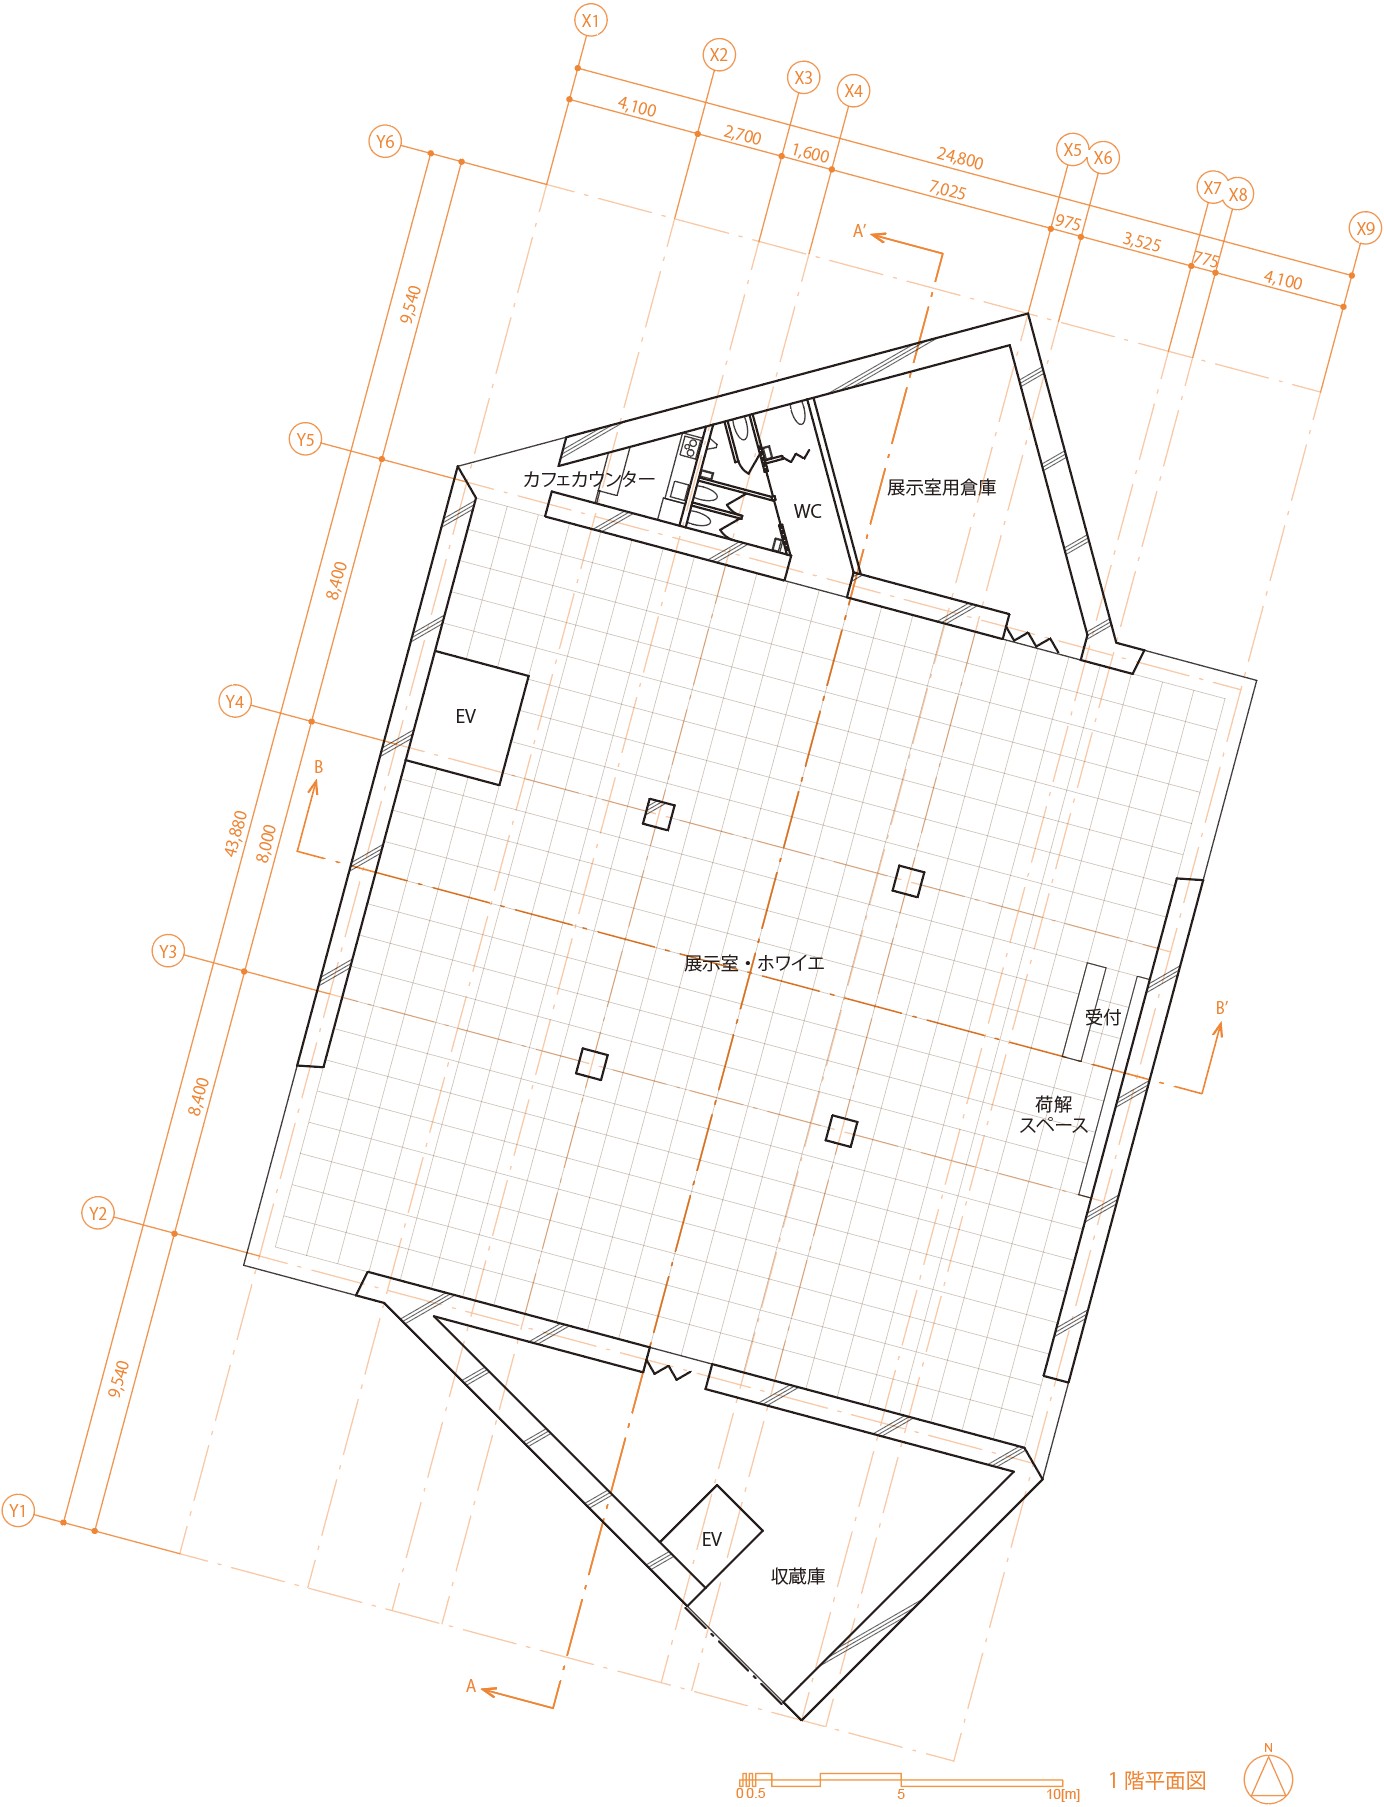 X1
X2
X3
X4
X5
X6
X7
X8
X9
4,100
2,700
1,600
24,800
7,025
975
3,525
775
4,100
Y6
Y5
Y4
Y3
Y2
Y1
9,540
8,400
43,880
8,000
8,400
9,540
A’
カフェカウンター
WC
展示室用倉庫
EV
B
展示室・ホワイエ
受付
B’
荷解
スペース
EV
収蔵庫
A
0 0.5 5 10[m]
1 階平面図
N